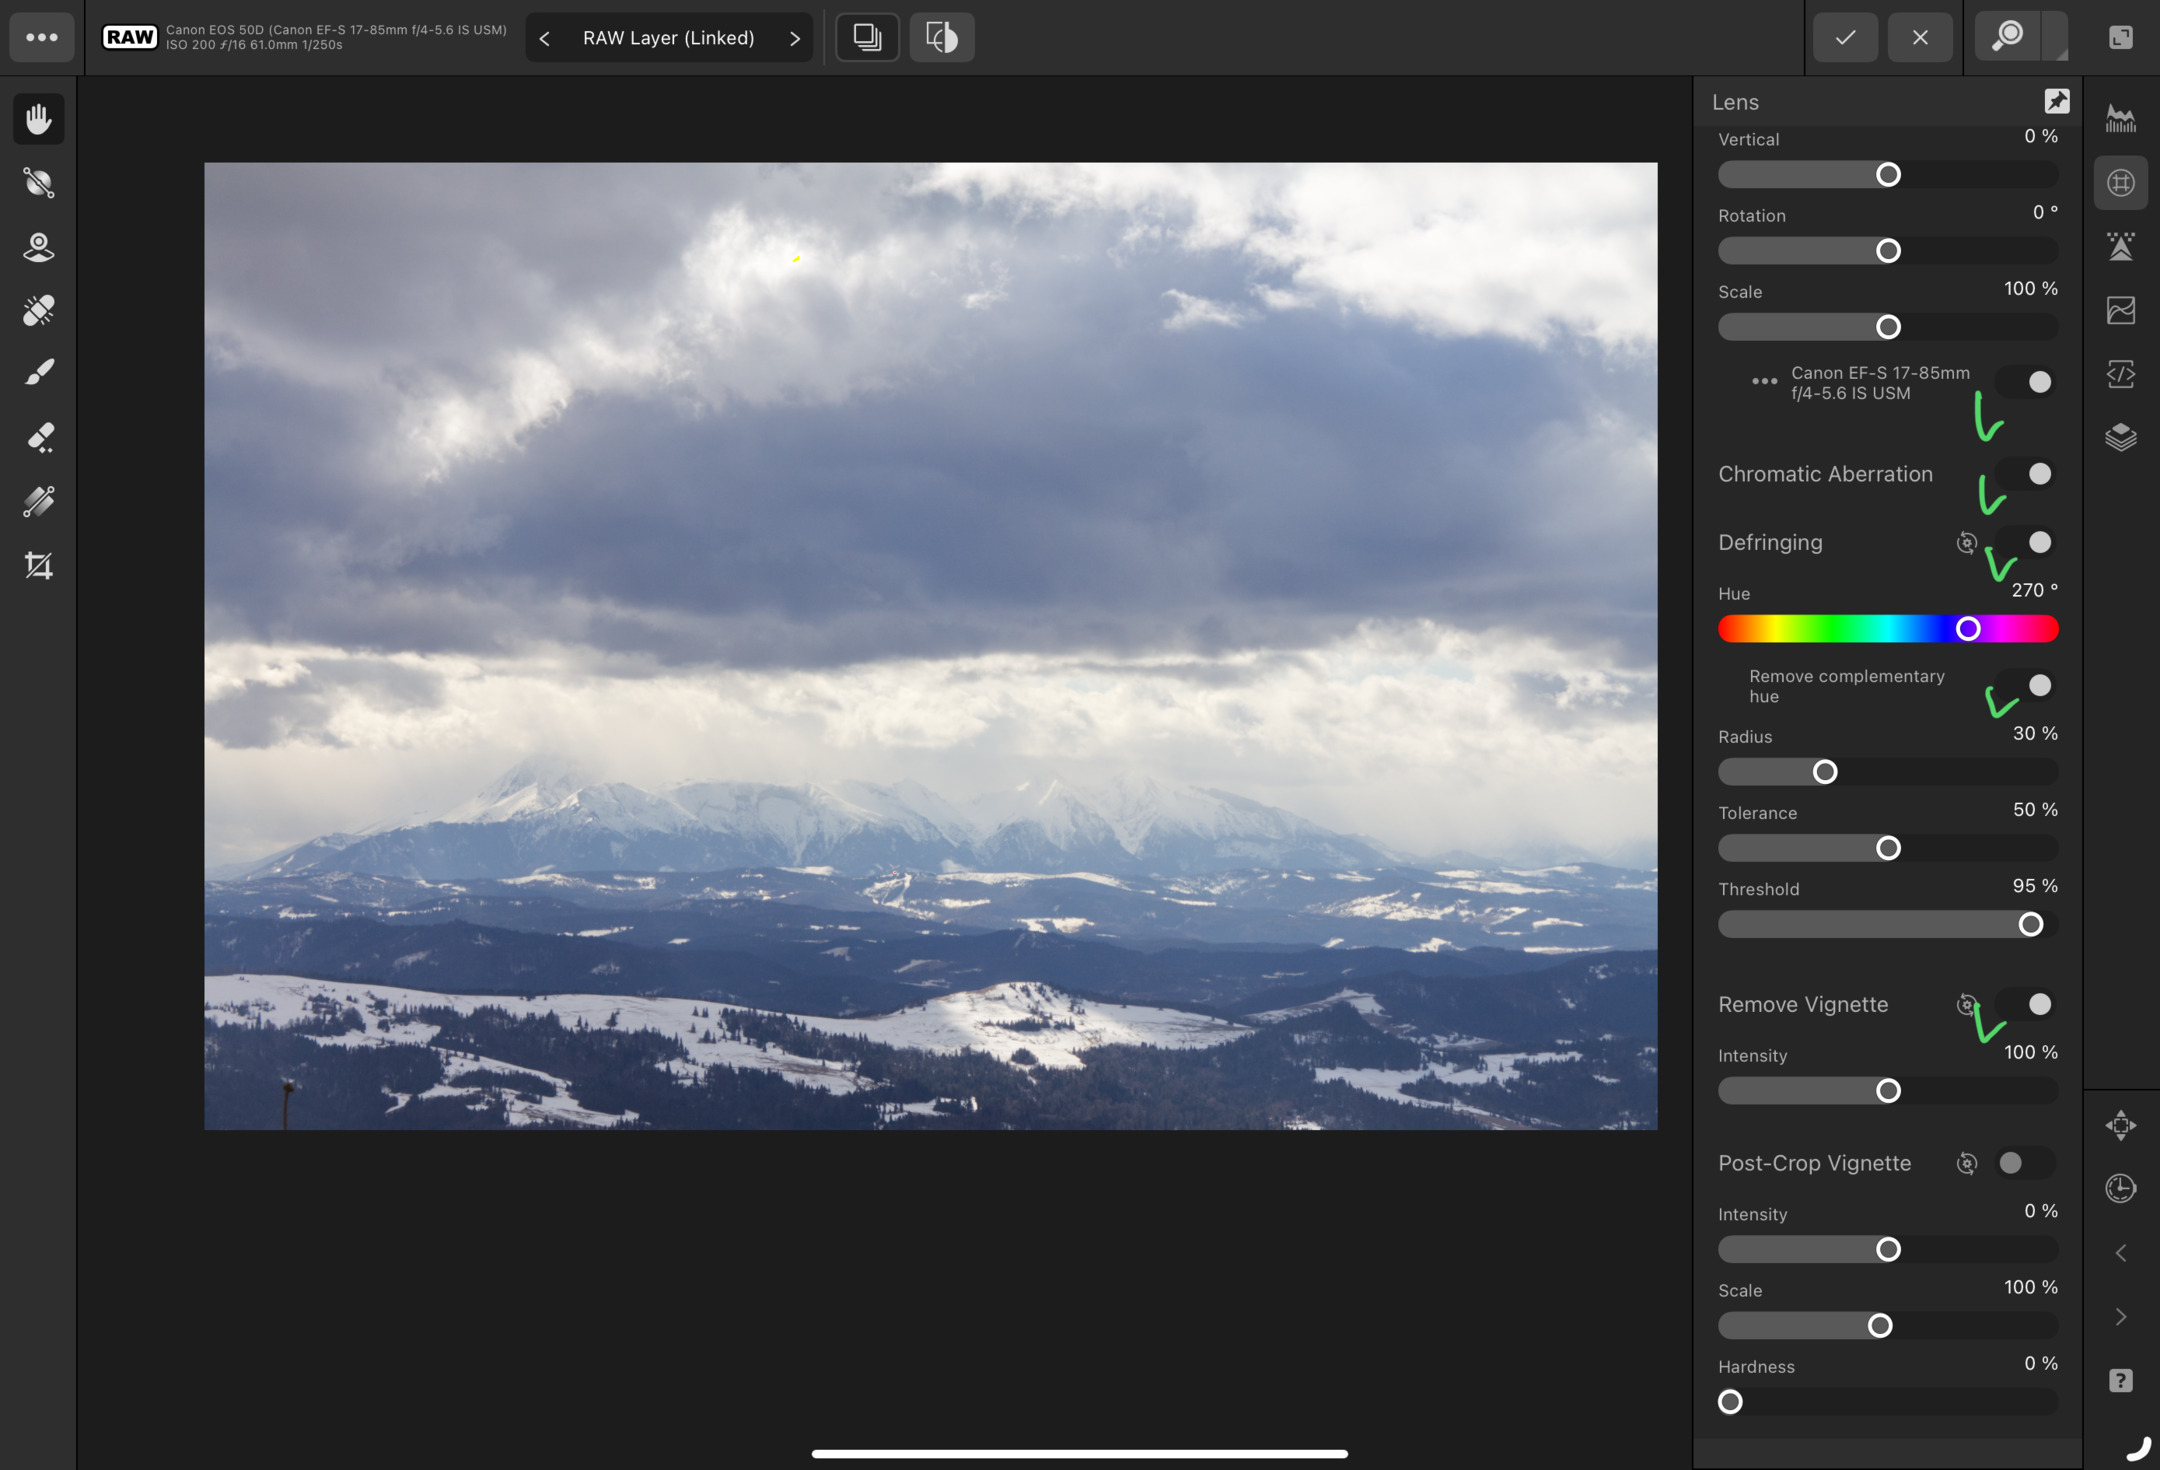 RAW
Canon EOS 50D (Canon EF-S 17-85mm f/4-5.6 IS USM)
ISO 200 ƒ/16 61.0mm 1/250s
RAW Layer (Linked)
Lens
Vertical 0 %
Rotation 0 °
Scale 100 %
Canon EF-S 17-85mm
f/4-5.6 IS USM
Chromatic Aberration
Defringing
Hue 270 °
Remove complementary
hue
Radius 30 %
Tolerance 50 %
Threshold 95 %
Remove Vignette
Intensity 100 %
Post-Crop Vignette
Intensity 0 %
Scale 100 %
Hardness 0 %
?